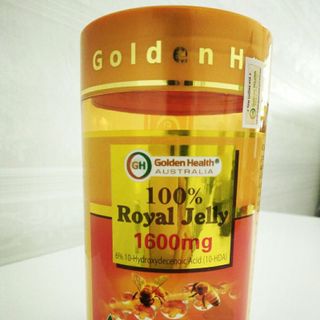 Golden H
GH
Golden Health®
AUSTRALIA
100%
Royal Jelly
1600mg
6% 10-Hydroxydecenoic Acid (10-HDA)